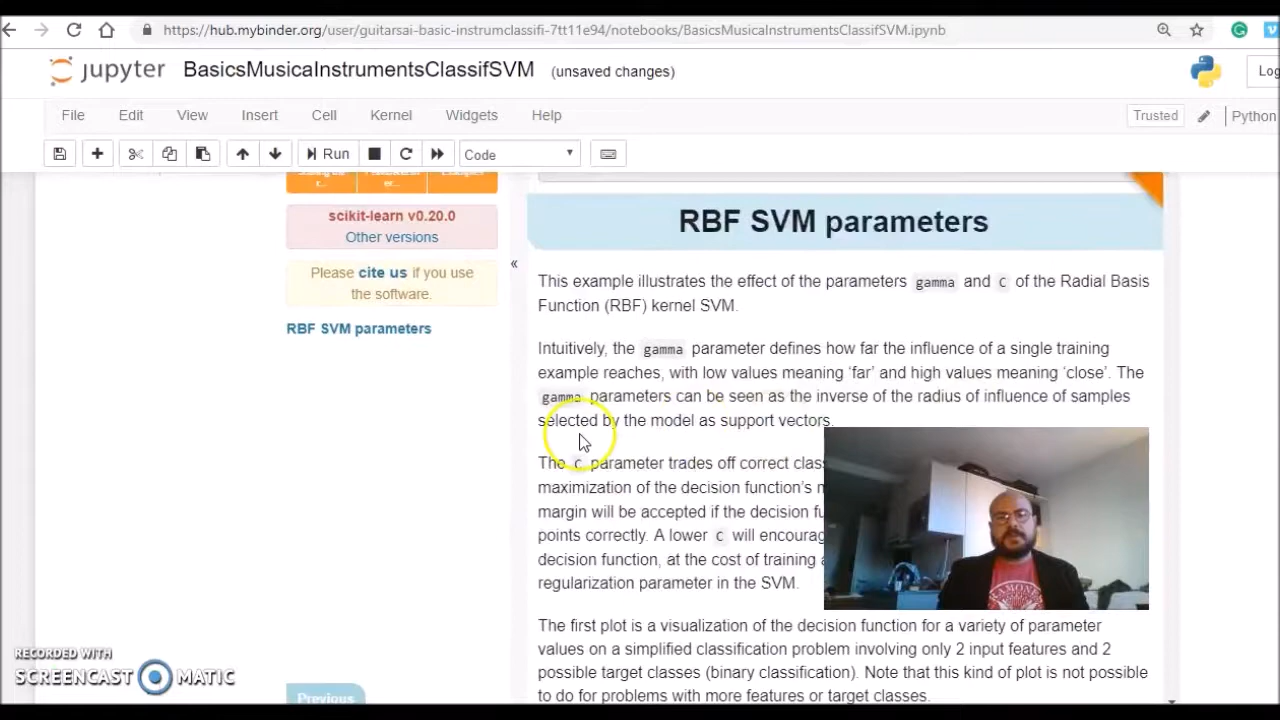 https://hub.mybinder.org/user/guitarsai-basic-instrumclassifi-7tt11e94/notebooks/BasicsMusicaInstrumentsClassifSVM.ipynb
jupyter BasicsMusicaInstrumentsClassifSVM (unsaved changes)
File Edit View Insert Cell Kernel Widgets Help Trusted Python
Run Code
scikit-learn v0.20.0
Other versions
Please cite us if you use
the software.
RBF SVM parameters
«
RBF SVM parameters
This example illustrates the effect of the parameters gamma and C of the Radial Basis
Function (RBF) kernel SVM.
Intuitively, the gamma parameter defines how far the influence of a single training
example reaches, with low values meaning ‘far’ and high values meaning ‘close’. The
gamma parameters can be seen as the inverse of the radius of influence of samples
selected by the model as support vectors.
The C parameter trades off correct clas
maximization of the decision function’s
margin will be accepted if the decision
points correctly. A lower C will encourag
decision function, at the cost of training
regularization parameter in the SVM.
The first plot is a visualization of the decision function for a variety of parameter
values on a simplified classification problem involving only 2 input features and 2
possible target classes (binary classification). Note that this kind of plot is not possible
to do for problems with more features or target classes.
Previous
RECORDED WITH
SCREENCAST MATIC
RAMONES